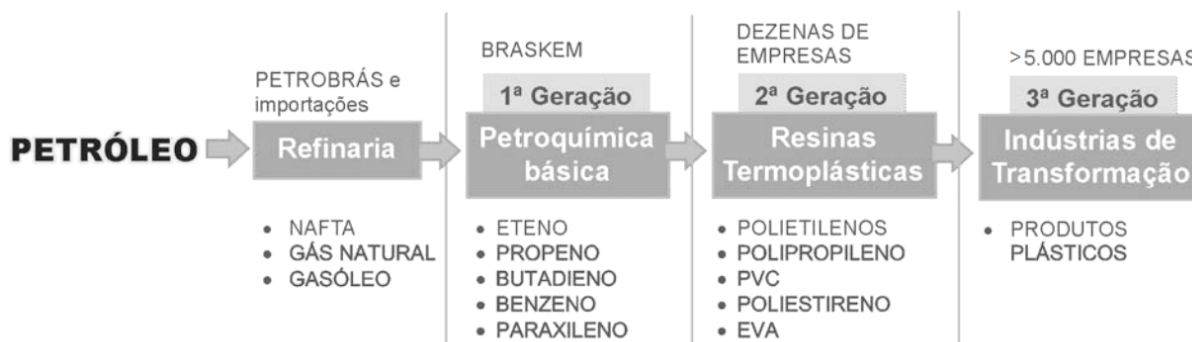 PETRÓLEO
PETROBRÁS e
importações
Refinaria
• NAFTA
• GÁS NATURAL
• GASÓLEO
BRASKEM
1ª Geração
Petroquímica
básica
• ETENO
• PROPENO
• BUTADIENO
• BENZENO
• PARAXILENO
DEZENAS DE
EMPRESAS
2ª Geração
Resinas
Termoplásticas
• POLIETILENOS
• POLIPROPILENO
• PVC
• POLIESTIRENO
• EVA
>5.000 EMPRESAS
3ª Geração
Indústrias de
Transformação
• PRODUTOS
PLÁSTICOS